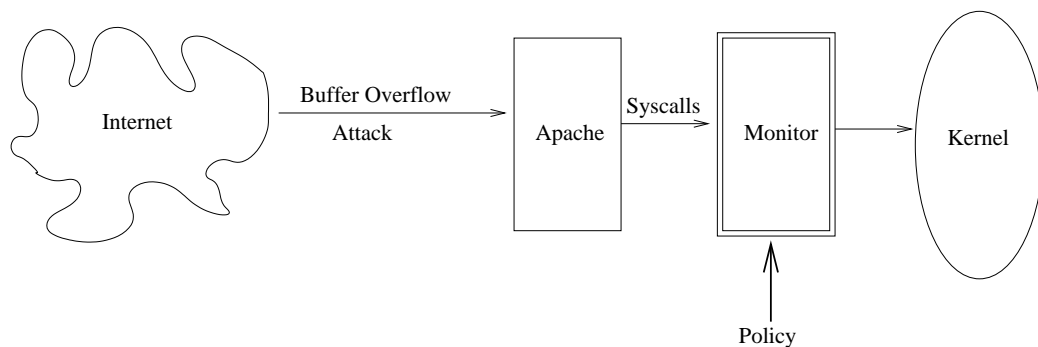 Internet
Buffer Overflow
Attack
Apache
Syscalls
Monitor
Kernel
Policy